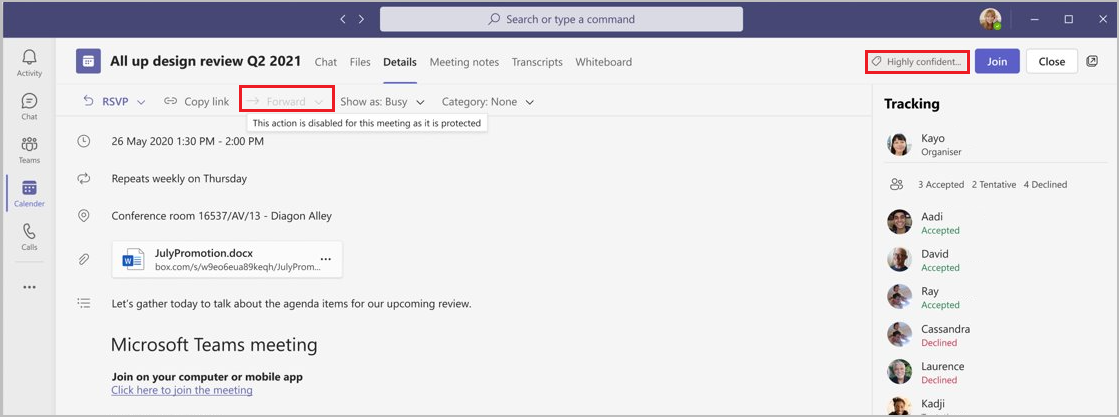 Search or type a command
Activity
Chat
Teams
Calender
Calls
All up design review Q2 2021
Chat Files Details Meeting notes Transcripts Whiteboard
Highly confident...
Join
Close
RSVP
Copy link
Forward
Show as: Busy
Category: None
This action is disabled for this meeting as it is protected
26 May 2020 1:30 PM - 2:00 PM
Repeats weekly on Thursday
Conference room 16537/AV/13 - Diagon Alley
W
JulyPromotion.docx
box.com/s/w9eo6eua89keqh/JulyProm...
Let's gather today to talk about the agenda items for our upcoming review.
Microsoft Teams meeting
Join on your computer or mobile app
Click here to join the meeting
Tracking
Kayo
Organiser
3 Accepted 2 Tentative 4 Declined
Aadi
Accepted
David
Accepted
Ray
Accepted
Cassandra
Declined
Laurence
Declined
Kadji